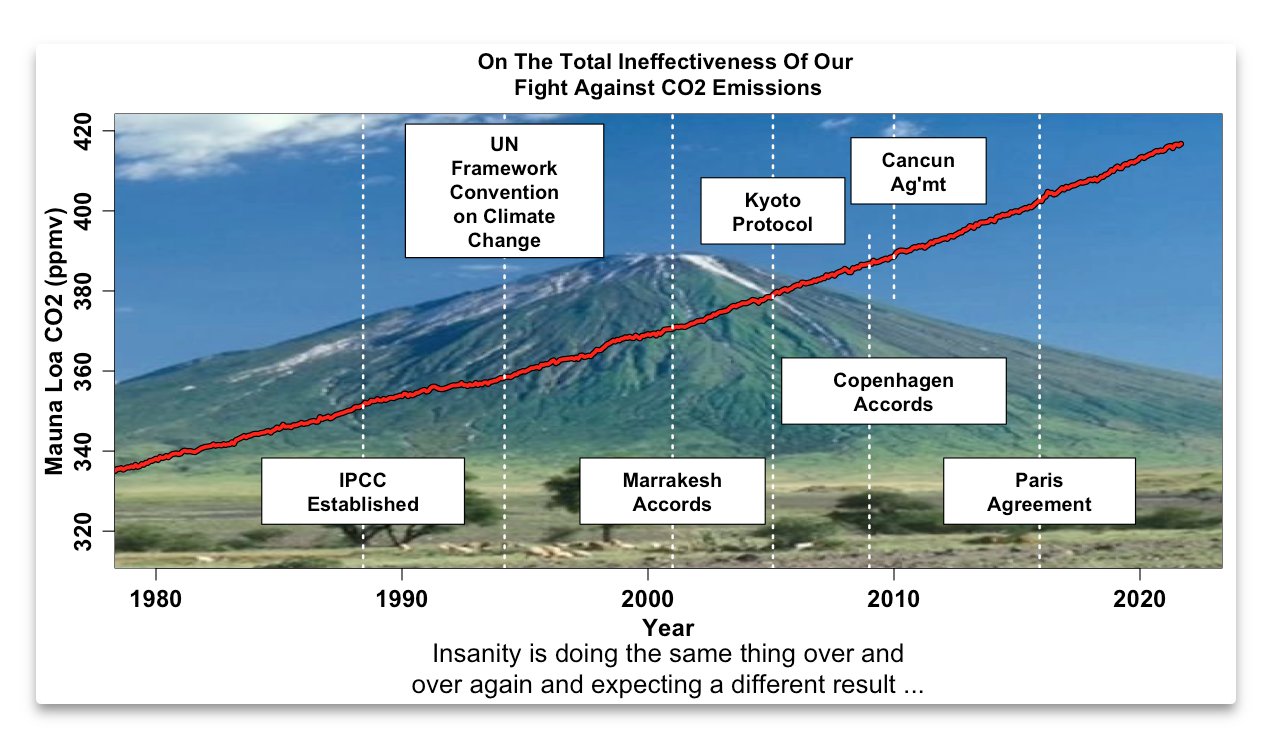 On The Total Ineffectiveness Of Our
Fight Against CO2 Emissions
Mauna Loa CO2 (ppmv)
420
400
380
360
340
320
UN
Framework
Convention
on Climate
Change
Kyoto
Protocol
Cancun
Ag'mt
Copenhagen
Accords
IPCC
Established
Marrakesh
Accords
Paris
Agreement
1980
1990
2000
2010
2020
Year
Insanity is doing the same thing over and
over again and expecting a different result ...